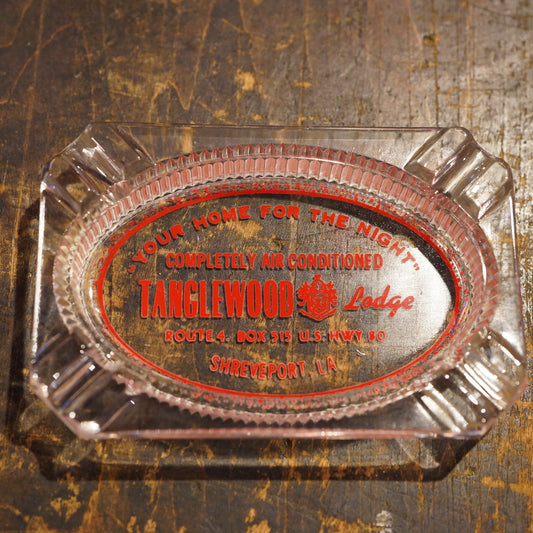 "YOUR HOME FOR THE NIGHT"
COMPLETELY AIR CONDITIONED
TANGLEWOOD Lodge
ROUTE 4, BOX 315 U.S. HWY 80
SHREVEPORT, LA.